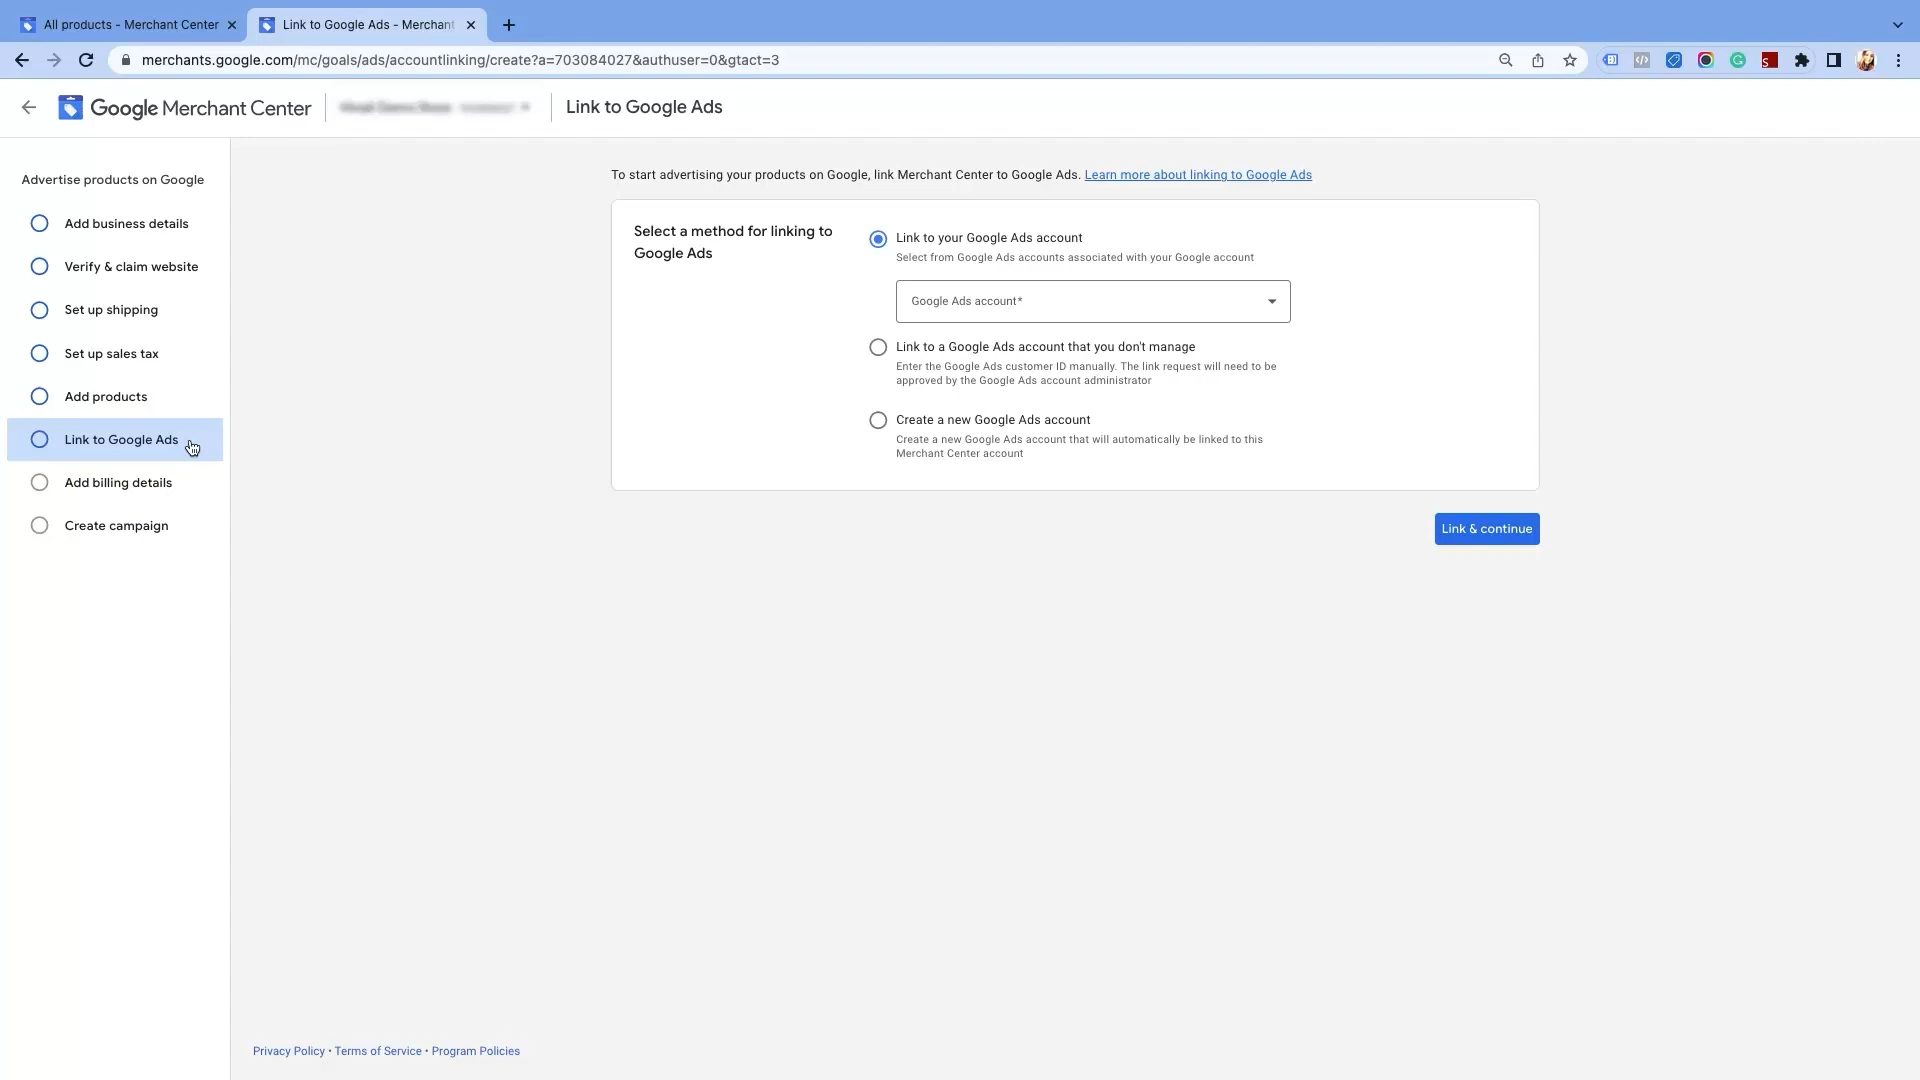 All products - Merchant Center
Link to Google Ads - Merchant
merchants.google.com/mc/goals/ads/accountlinking/create?a=703084027&authuser=0&gtact=3
Google Merchant Center
Link to Google Ads
Advertise products on Google
Add business details
Verify & claim website
Set up shipping
Set up sales tax
Add products
Link to Google Ads
Add billing details
Create campaign
To start advertising your products on Google, link Merchant Center to Google Ads. Learn more about linking to Google Ads
Select a method for linking to
Google Ads
Link to your Google Ads account
Select from Google Ads accounts associated with your Google account
Google Ads account*
Link to a Google Ads account that you don't manage
Enter the Google Ads customer ID manually. The link request will need to be
approved by the Google Ads account administrator
Create a new Google Ads account
Create a new Google Ads account that will automatically be linked to this
Merchant Center account
Link & continue
Privacy Policy • Terms of Service • Program Policies